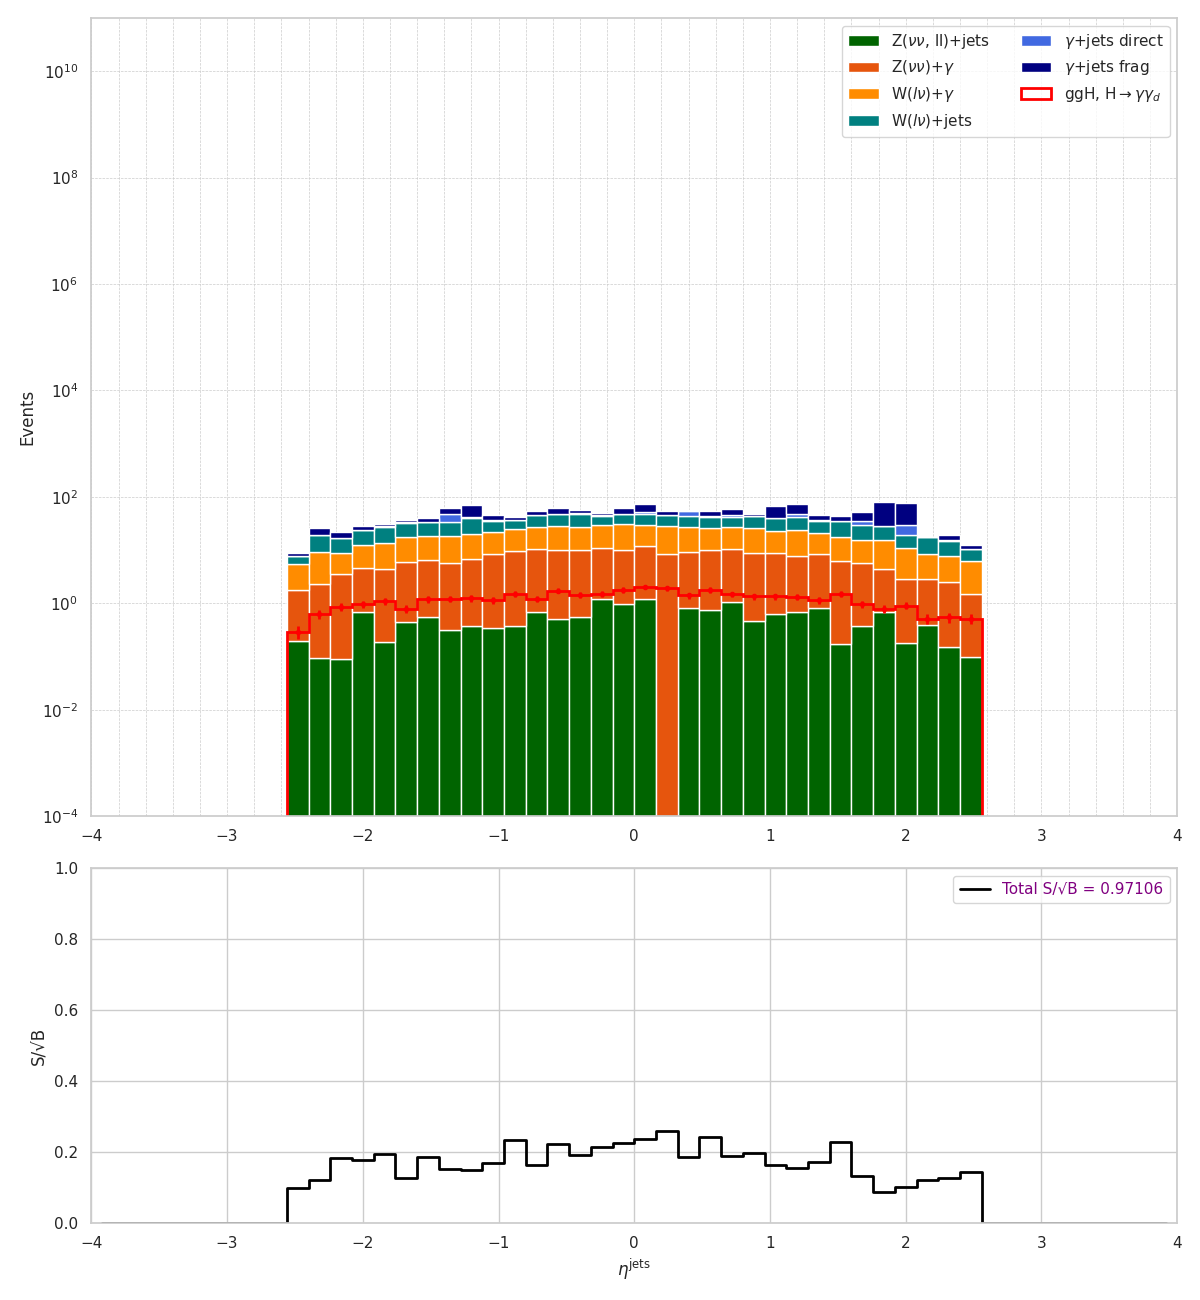 Z(νν, ll)+jets
Z(νν)+γ
W(lν)+γ
W(lν)+jets
γ+jets direct
γ+jets frag
ggH, H→γγ_d
10^10
10^8
10^6
10^4
10^2
10^0
10^−2
10^−4
Events
−4 −3 −2 −1 0 1 2 3 4
Total S/√B = 0.97106
1.0
0.8
0.6
0.4
0.2
0.0
S/√B
−4 −3 −2 −1 0 1 2 3 4
η^jets